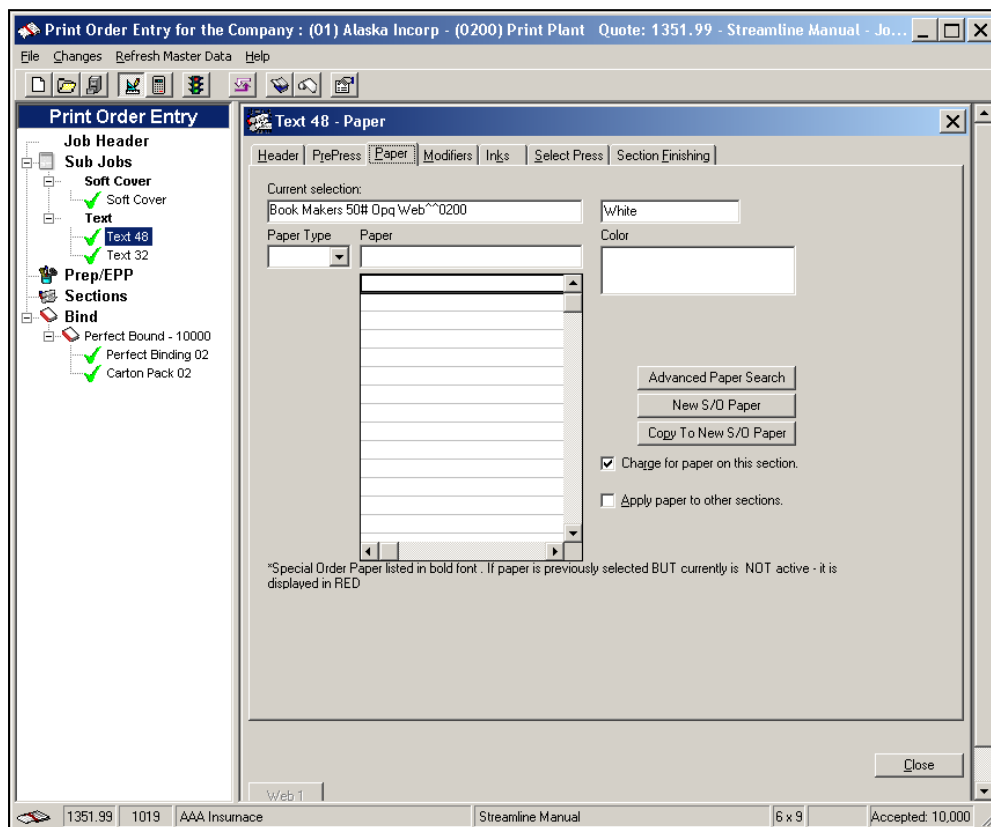 Print Order Entry for the Company : (01) Alaska Incorp - (0200) Print Plant Quote: 1351.99 - Streamline Manual - Jo...
File Changes Refresh Master Data Help
Print Order Entry
Job Header
Sub Jobs
Soft Cover
Soft Cover
Text
Text 48
Text 32
Prep/EPP
Sections
Bind
Perfect Bound - 10000
Perfect Binding 02
Carton Pack 02
Text 48 - Paper
Header PrePress Paper Modifiers Inks Select Press Section Finishing
Current selection:
Book Makers 50# Opq Web^^0200 White
Paper Type Paper Color
Advanced Paper Search
New S/O Paper
Copy To New S/O Paper
Charge for paper on this section.
Apply paper to other sections.
*Special Order Paper listed in bold font . If paper is previously selected BUT currently is NOT active - it is
displayed in RED
Close
Web 1
1351.99 1019 AAA Insurnace Streamline Manual 6 x 9 Accepted: 10,000